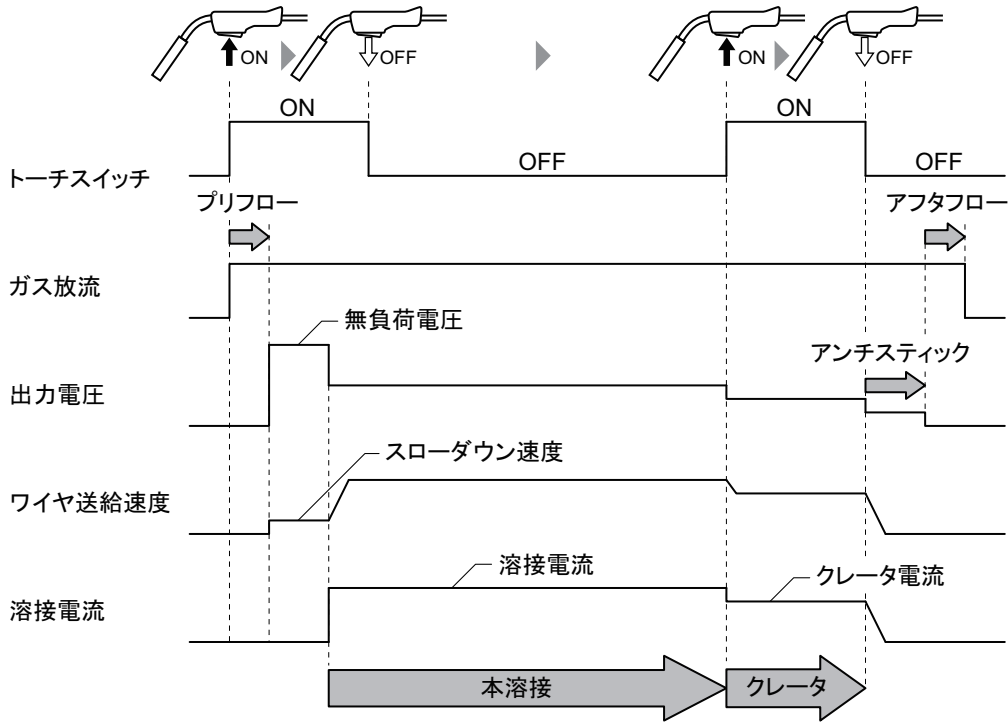 ON
OFF
ON
OFF
ON
OFF
ON
OFF
トーチスイッチ
プリフロー
アフタフロー
ガス放流
無負荷電圧
アンチスティック
出力電圧
スローダウン速度
ワイヤ送給速度
溶接電流
クレータ電流
溶接電流
本溶接
クレータ